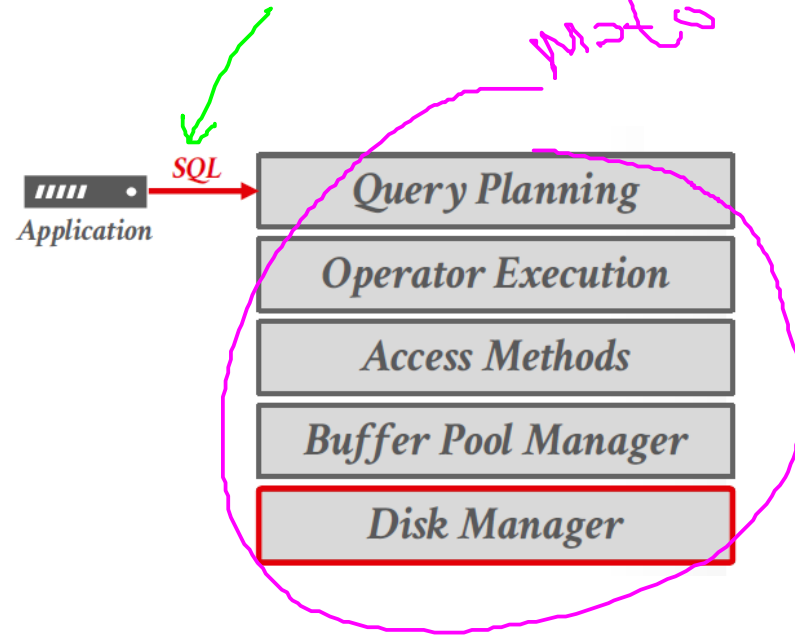 SQL
Application
Query Planning
Operator Execution
Access Methods
Buffer Pool Manager
Disk Manager